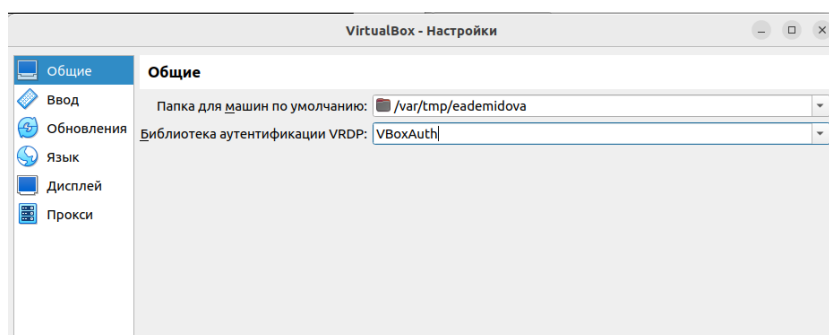 VirtualBox - Настройки
Общие
Ввод
Обновления
Язык
Дисплей
Прокси
Общие
Папка для машин по умолчанию: /var/tmp/eademidova
Библиотека аутентификации VRDP: VBoxAuth